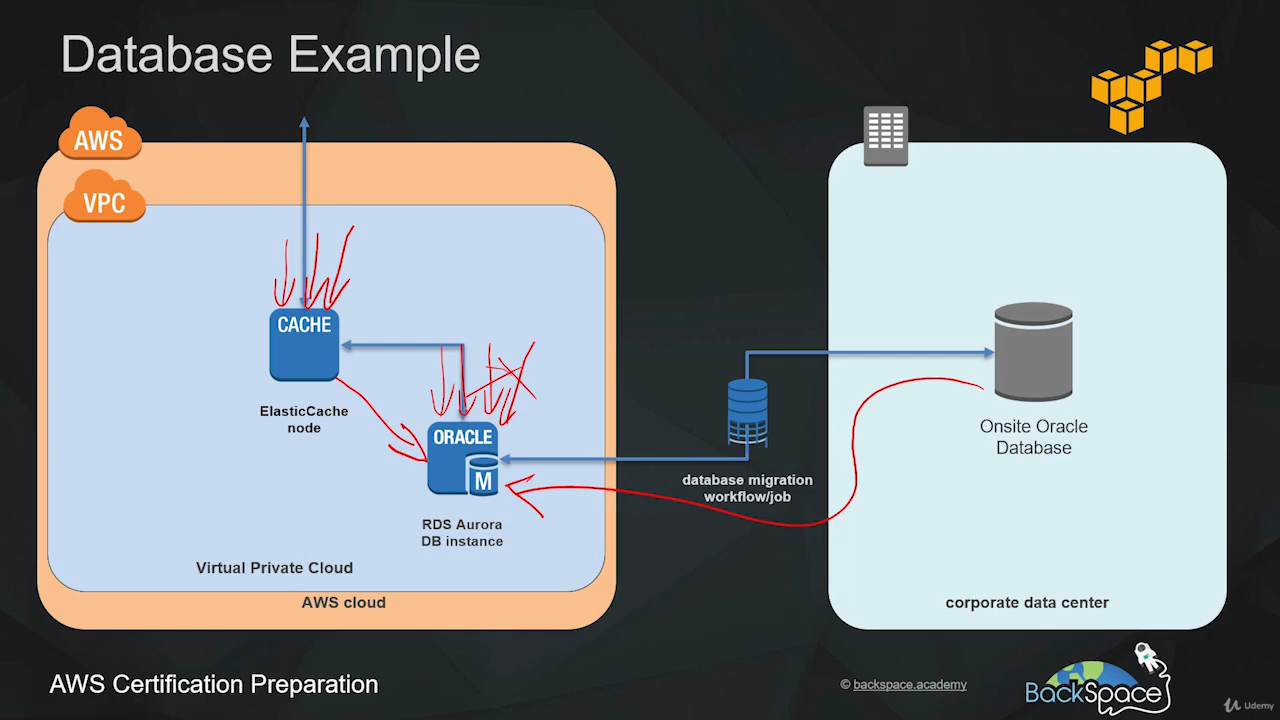 Database Example
AWS
VPC
CACHE
ElasticCache
node
ORACLE
M
RDS Aurora
DB instance
Virtual Private Cloud
AWS cloud
database migration
workflow/job
Onsite Oracle
Database
corporate data center
AWS Certification Preparation
© backspace.academy
BackSpace
Udemy